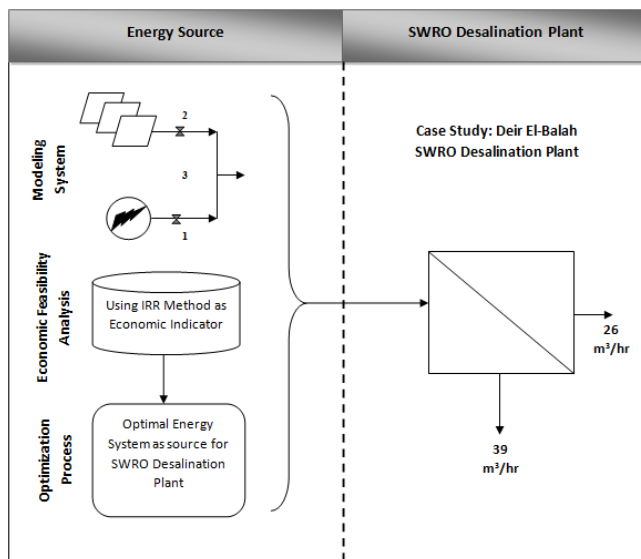 Energy Source
SWRO Desalination Plant
Modeling
System
2
3
1
Economic Feasibility
Analysis
Using IRR Method as
Economic Indicator
Optimization
Process
Optimal Energy
System as source for
SWRO Desalination
Plant
Case Study: Deir El-Balah
SWRO Desalination Plant
26
m³/hr
39
m³/hr